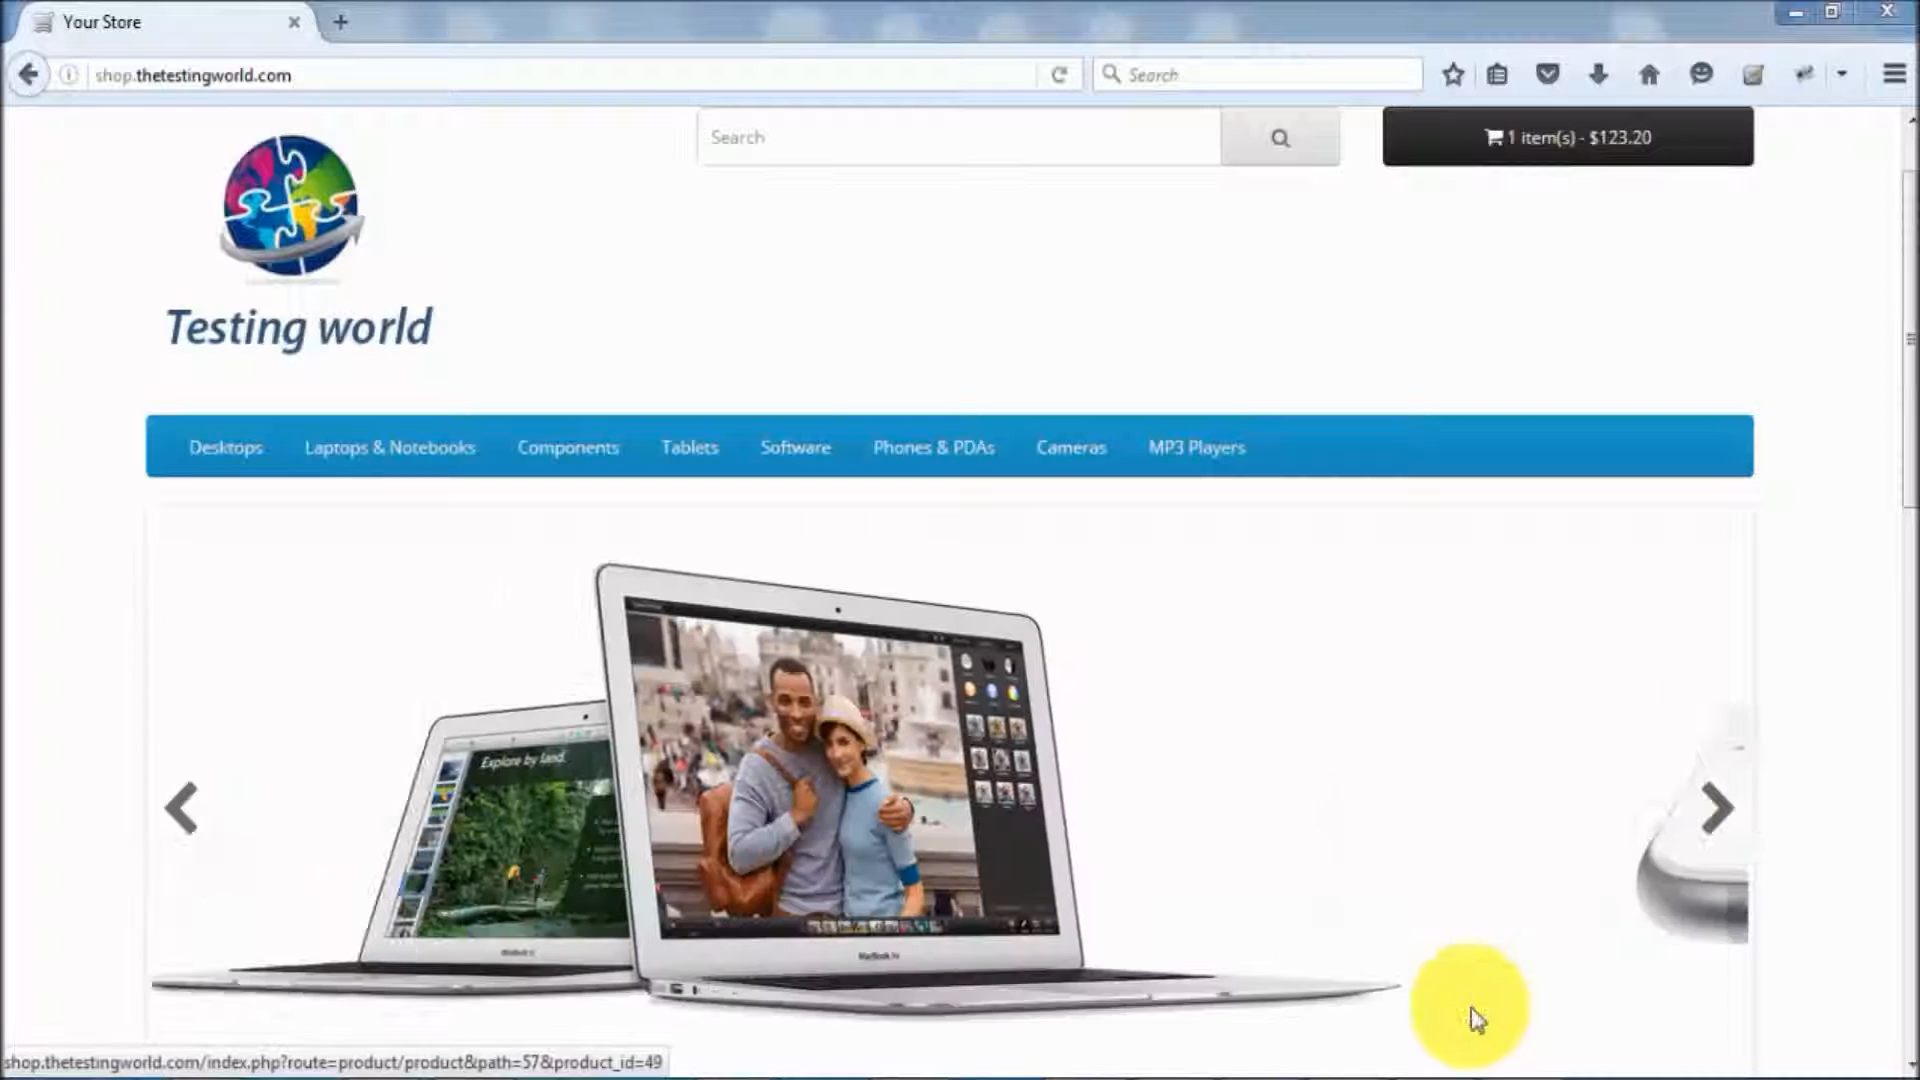 Your Store
shop.thetestingworld.com
Search
Search
1 item(s) - $123.20
Testing world
Desktops
Laptops & Notebooks
Components
Tablets
Software
Phones & PDAs
Cameras
MP3 Players
Explore by land.
MacBook Air
shop.thetestingworld.com/index.php?route=product/product&path=57&product_id=49